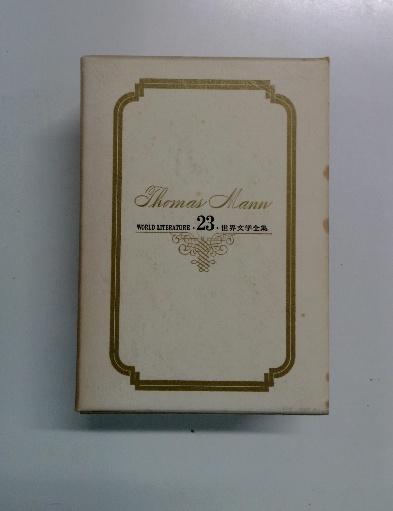 Thomas Mann
WORLD LITERATURE · 23 · 世界文学全集